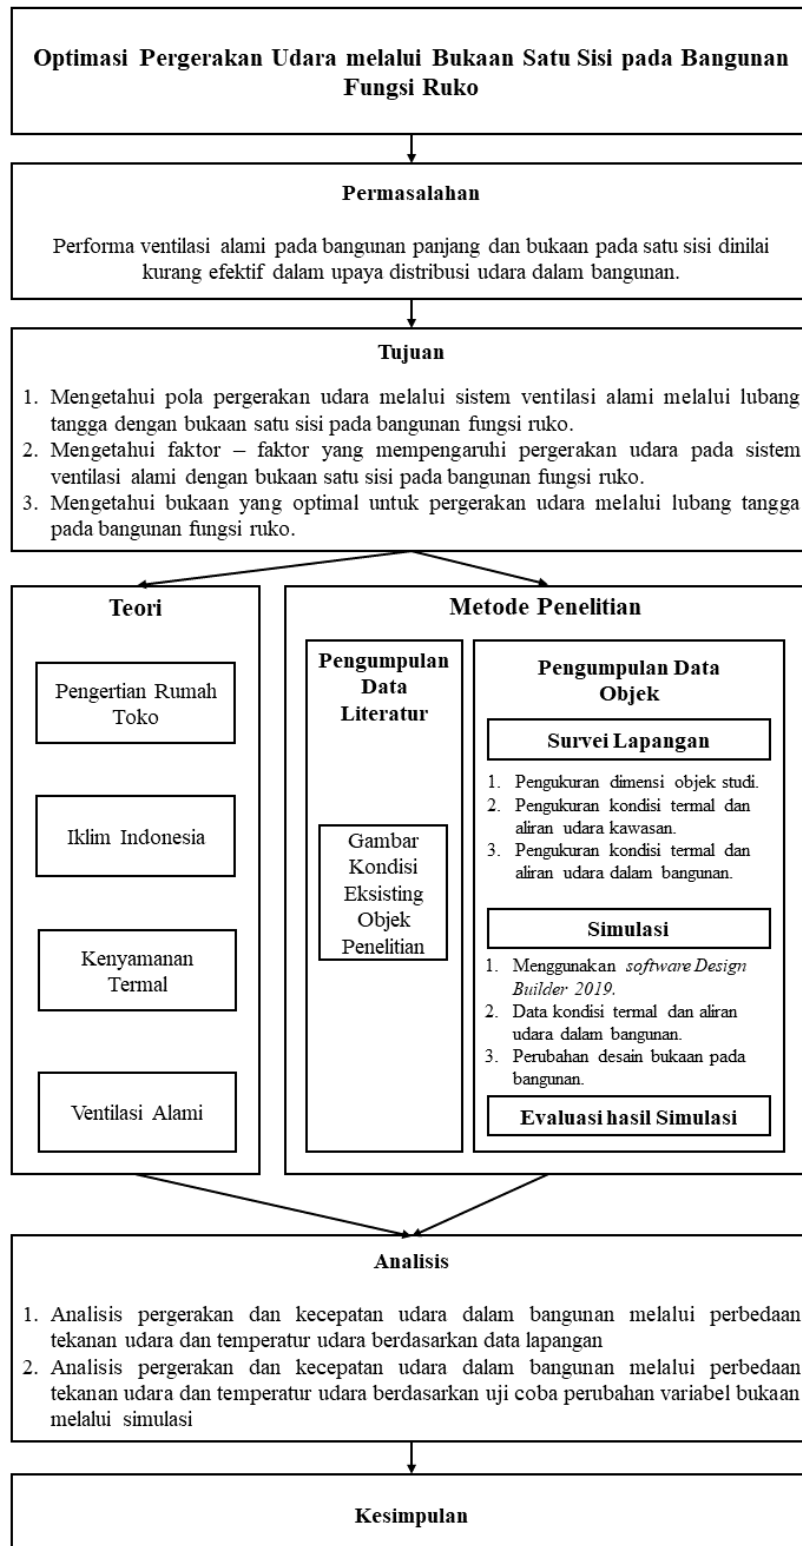 Optimasi Pergerakan Udara melalui Bukaan Satu Sisi pada Bangunan
Fungsi Ruko
Permasalahan
Performa ventilasi alami pada bangunan panjang dan bukaan pada satu sisi dinilai
kurang efektif dalam upaya distribusi udara dalam bangunan.
Tujuan
1. Mengetahui pola pergerakan udara melalui sistem ventilasi alami melalui lubang
tangga dengan bukaan satu sisi pada bangunan fungsi ruko.
2. Mengetahui faktor – faktor yang mempengaruhi pergerakan udara pada sistem
ventilasi alami dengan bukaan satu sisi pada bangunan fungsi ruko.
3. Mengetahui bukaan yang optimal untuk pergerakan udara melalui lubang tangga
pada bangunan fungsi ruko.
Teori
Pengertian Rumah
Toko
Iklim Indonesia
Kenyamanan
Termal
Ventilasi Alami
Metode Penelitian
Pengumpulan
Data
Literatur
Gambar
Kondisi
Eksisting
Objek
Penelitian
Pengumpulan Data
Objek
Survei Lapangan
1. Pengukuran dimensi objek studi.
2. Pengukuran kondisi termal dan
aliran udara kawasan.
3. Pengukuran kondisi termal dan
aliran udara dalam bangunan.
Simulasi
1. Menggunakan software Design
Builder 2019.
2. Data kondisi termal dan aliran
udara dalam bangunan.
3. Perubahan desain bukaan pada
bangunan.
Evaluasi hasil Simulasi
Analisis
1. Analisis pergerakan dan kecepatan udara dalam bangunan melalui perbedaan
tekanan udara dan temperatur udara berdasarkan data lapangan
2. Analisis pergerakan dan kecepatan udara dalam bangunan melalui perbedaan
tekanan udara dan temperatur udara berdasarkan uji coba perubahan variabel bukaan
melalui simulasi
Kesimpulan